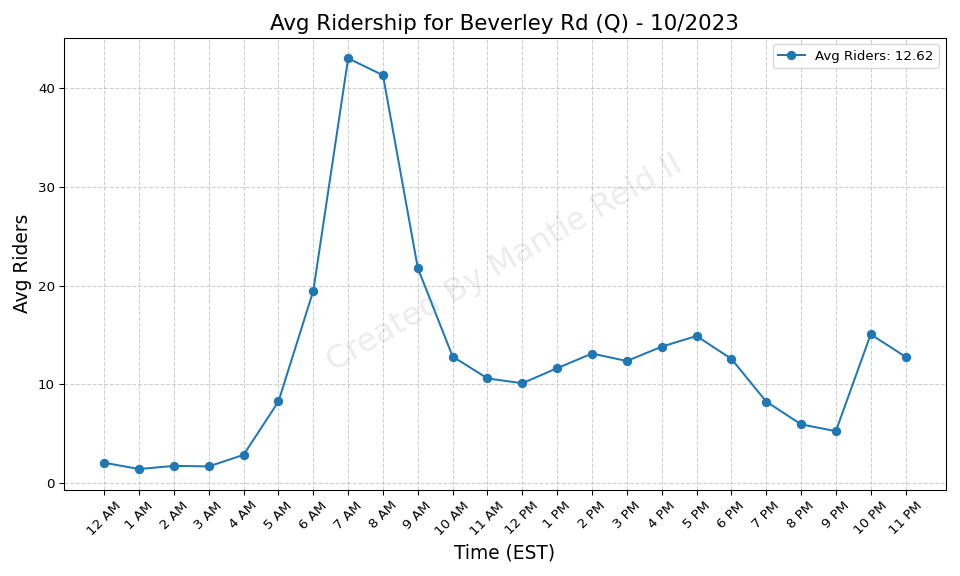 Avg Ridership for Beverley Rd (Q) - 10/2023
Avg Riders: 12.62
Avg Riders
40
30
20
10
0
Created By Mantie Reid II
12 AM
1 AM
2 AM
3 AM
4 AM
5 AM
6 AM
7 AM
8 AM
9 AM
10 AM
11 AM
12 PM
1 PM
2 PM
3 PM
4 PM
5 PM
6 PM
7 PM
8 PM
9 PM
10 PM
11 PM
Time (EST)